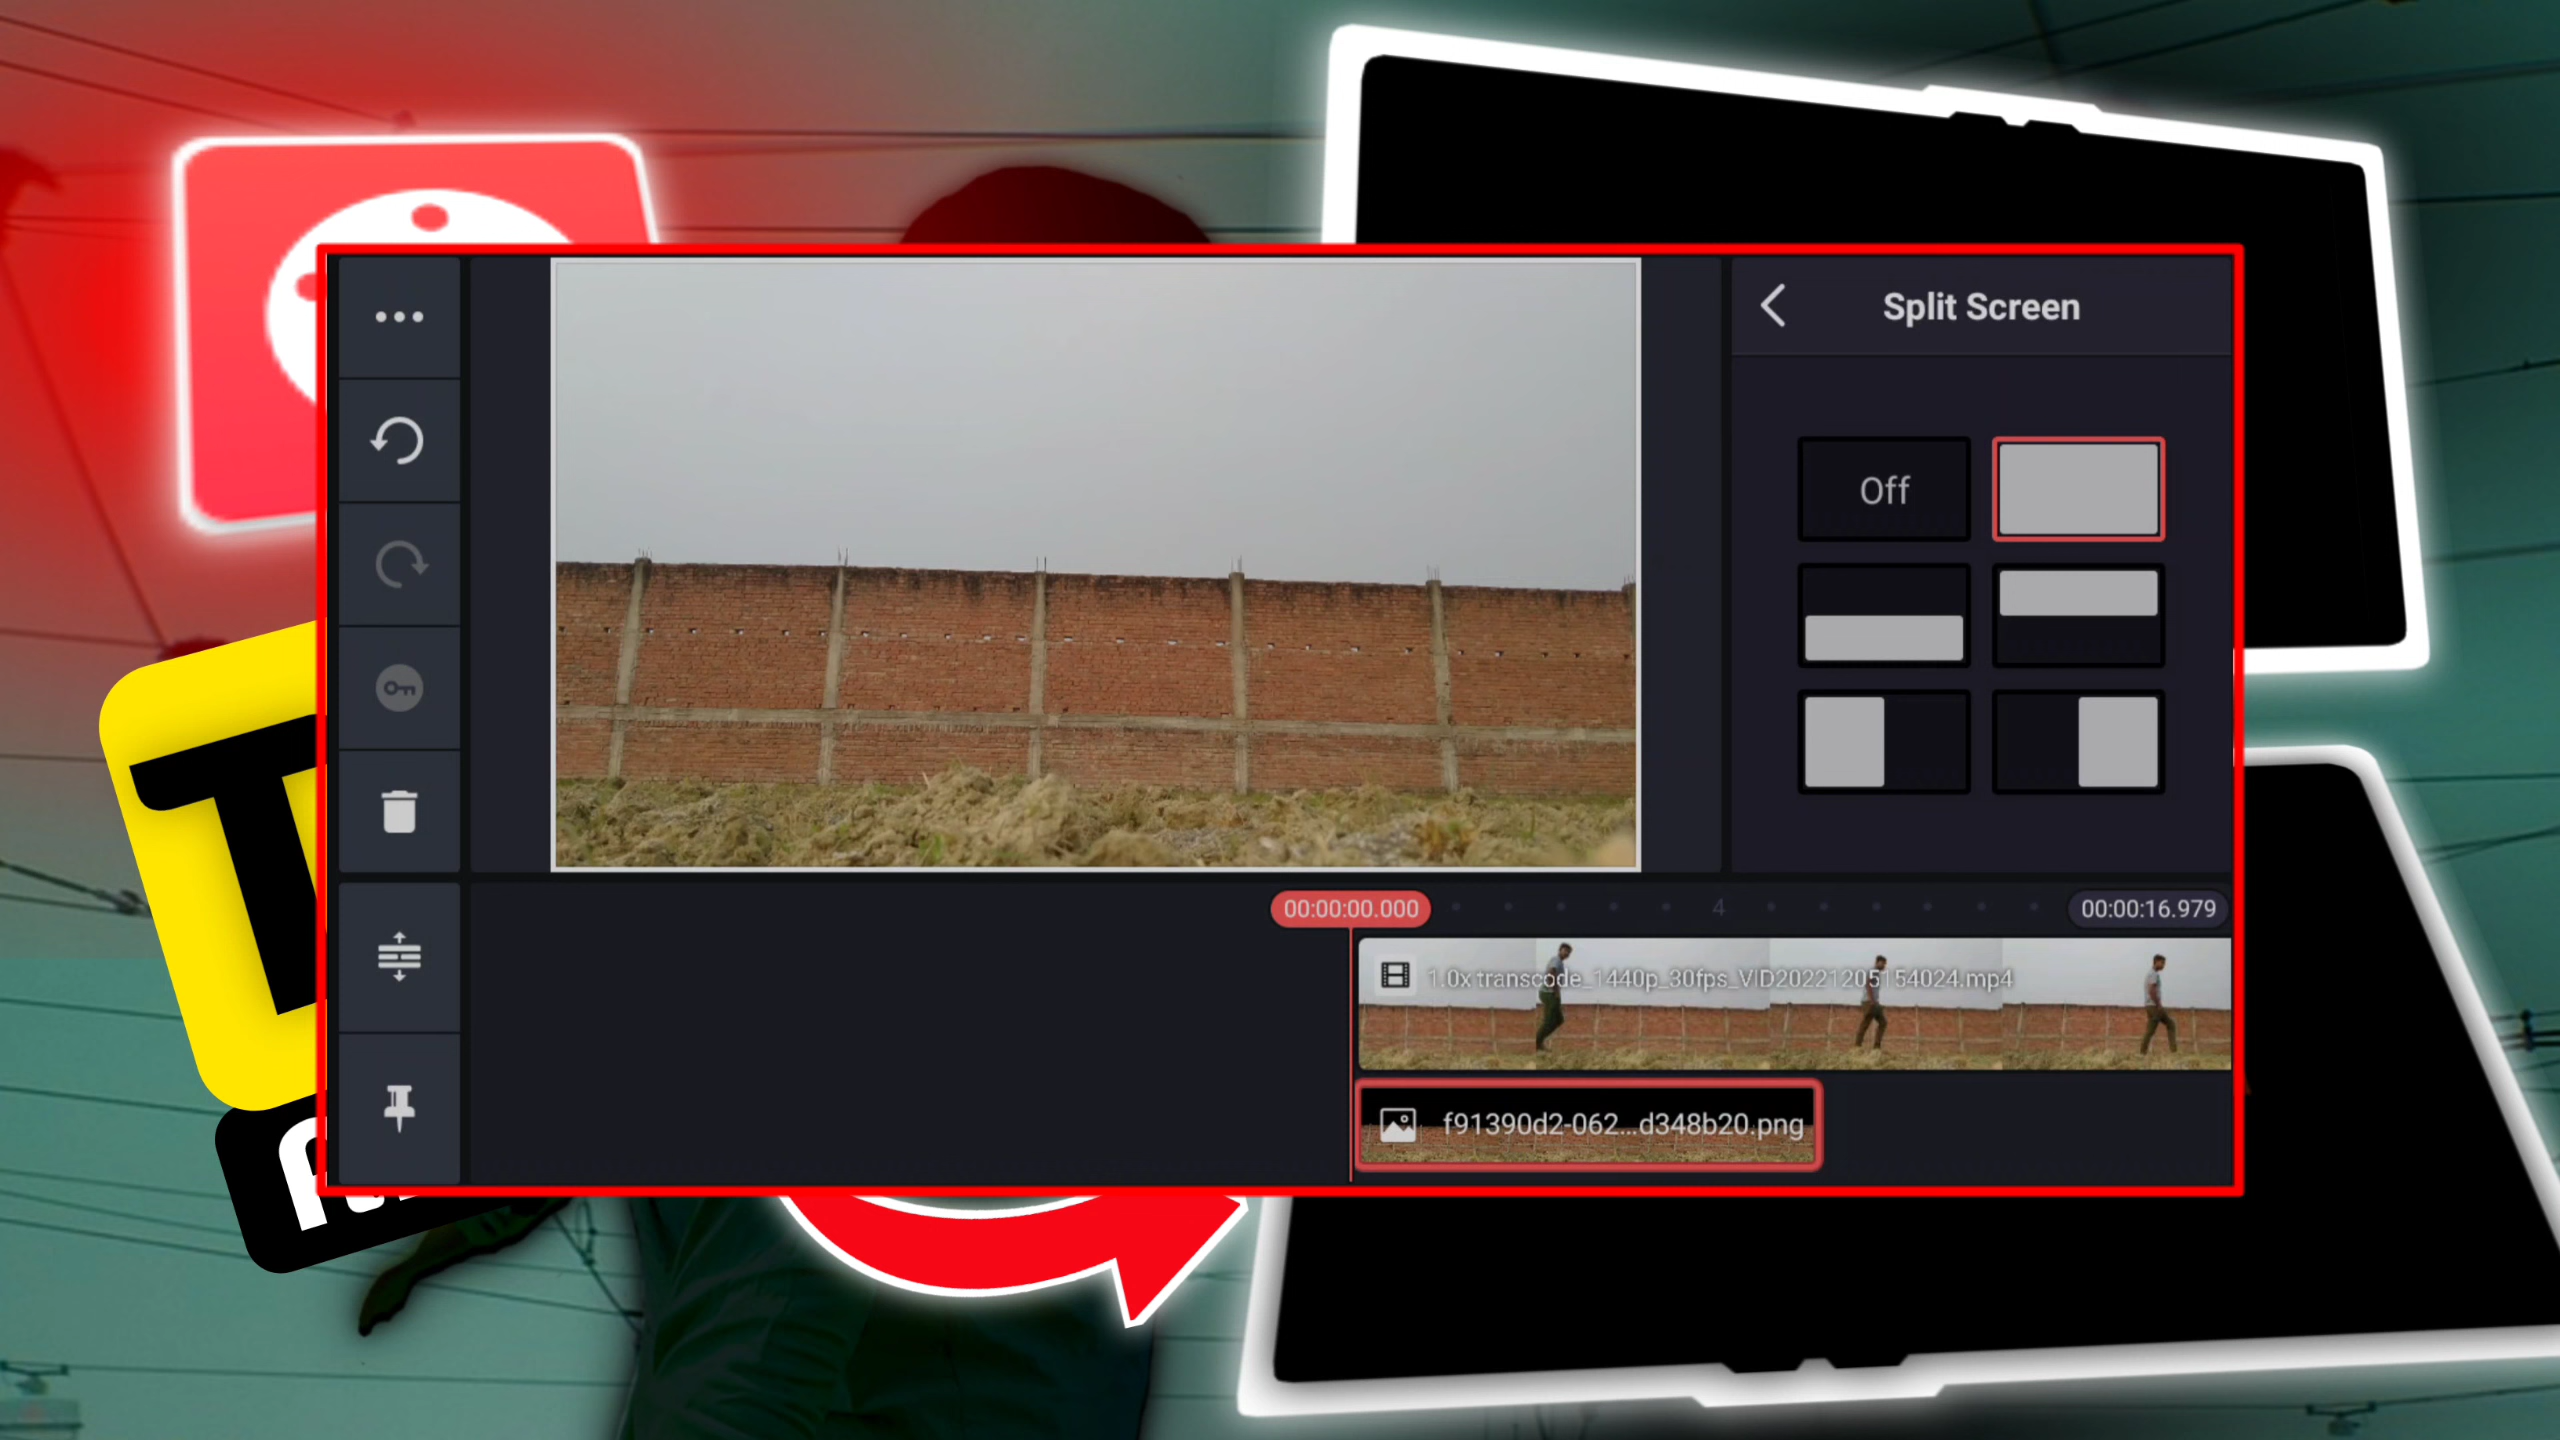 Split Screen
Off
00:00:00.000
4
00:00:16.979
1.0x transcode_1440p_30fps_VID20221205154024.mp4
f91390d2-062...d348b20.png